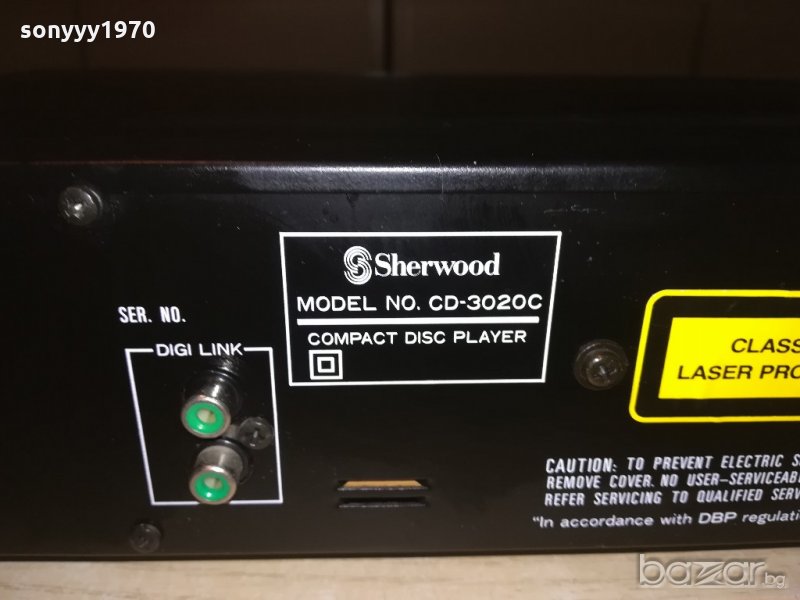 sonyyy1970
Sherwood
MODEL NO. CD-3020C
COMPACT DISC PLAYER
SER. NO.
DIGI LINK
CLASS
LASER PRO
CAUTION: TO PREVENT ELECTRIC S
REMOVE COVER. NO USER-SERVICEAB
REFER SERVICING TO QUALIFIED SERV
"In accordance with DBP regulati
bazar.bg